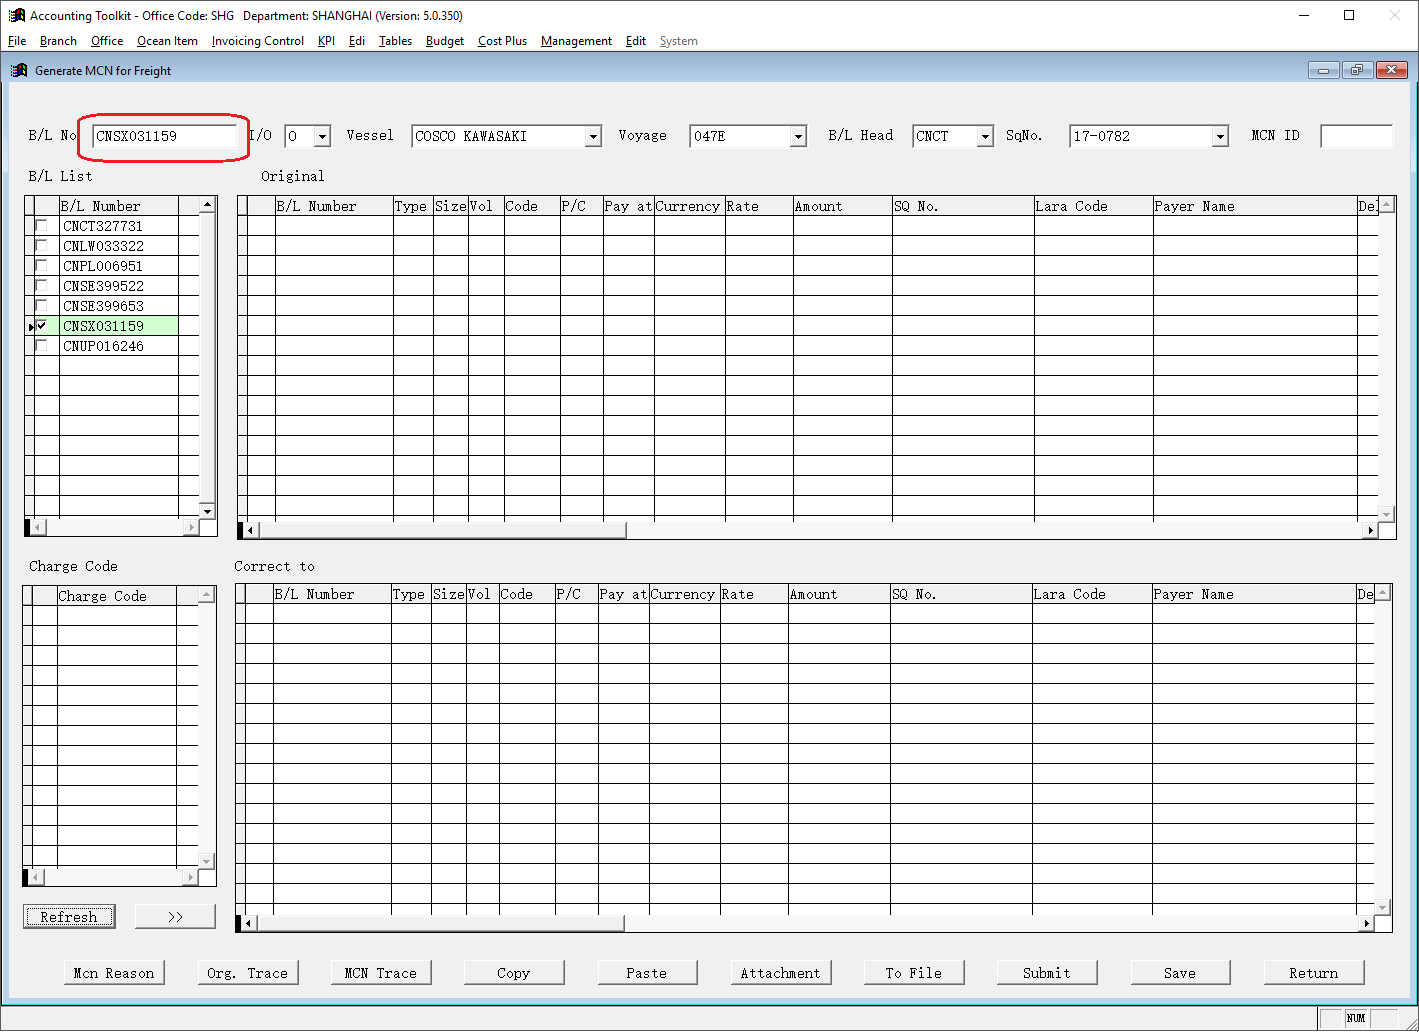 Accounting Toolkit - Office Code: SHG   Department: SHANGHAI (Version: 5.0.350)
File Branch Office Ocean Item Invoicing Control KPI Edi Tables Budget Cost Plus Management Edit System
Generate MCN for Freight
B/L No CNSX031159 I/O O Vessel COSCO KAWASAKI Voyage 047E B/L Head CNCT SqNo. 17-0782 MCN ID
B/L List Original
B/L Number
CNCT327731
CNLW033322
CNPL006951
CNSE399522
CNSE399653
CNSX031159
CNUP016246
B/L Number Type Size Vol Code P/C Pay at Currency Rate Amount SQ No. Lara Code Payer Name Del
Charge Code Correct to
Charge Code
B/L Number Type Size Vol Code P/C Pay at Currency Rate Amount SQ No. Lara Code Payer Name De
Refresh >>
Mcn Reason Org. Trace MCN Trace Copy Paste Attachment To File Submit Save Return
NUM